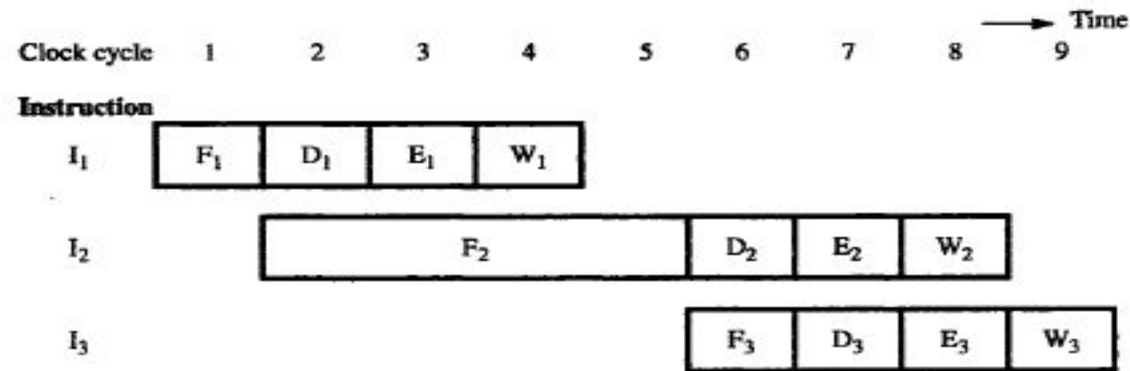 Time
Clock cycle 1 2 3 4 5 6 7 8 9
Instruction
I₁ F₁ D₁ E₁ W₁
I₂ F₂ D₂ E₂ W₂
I₃ F₃ D₃ E₃ W₃